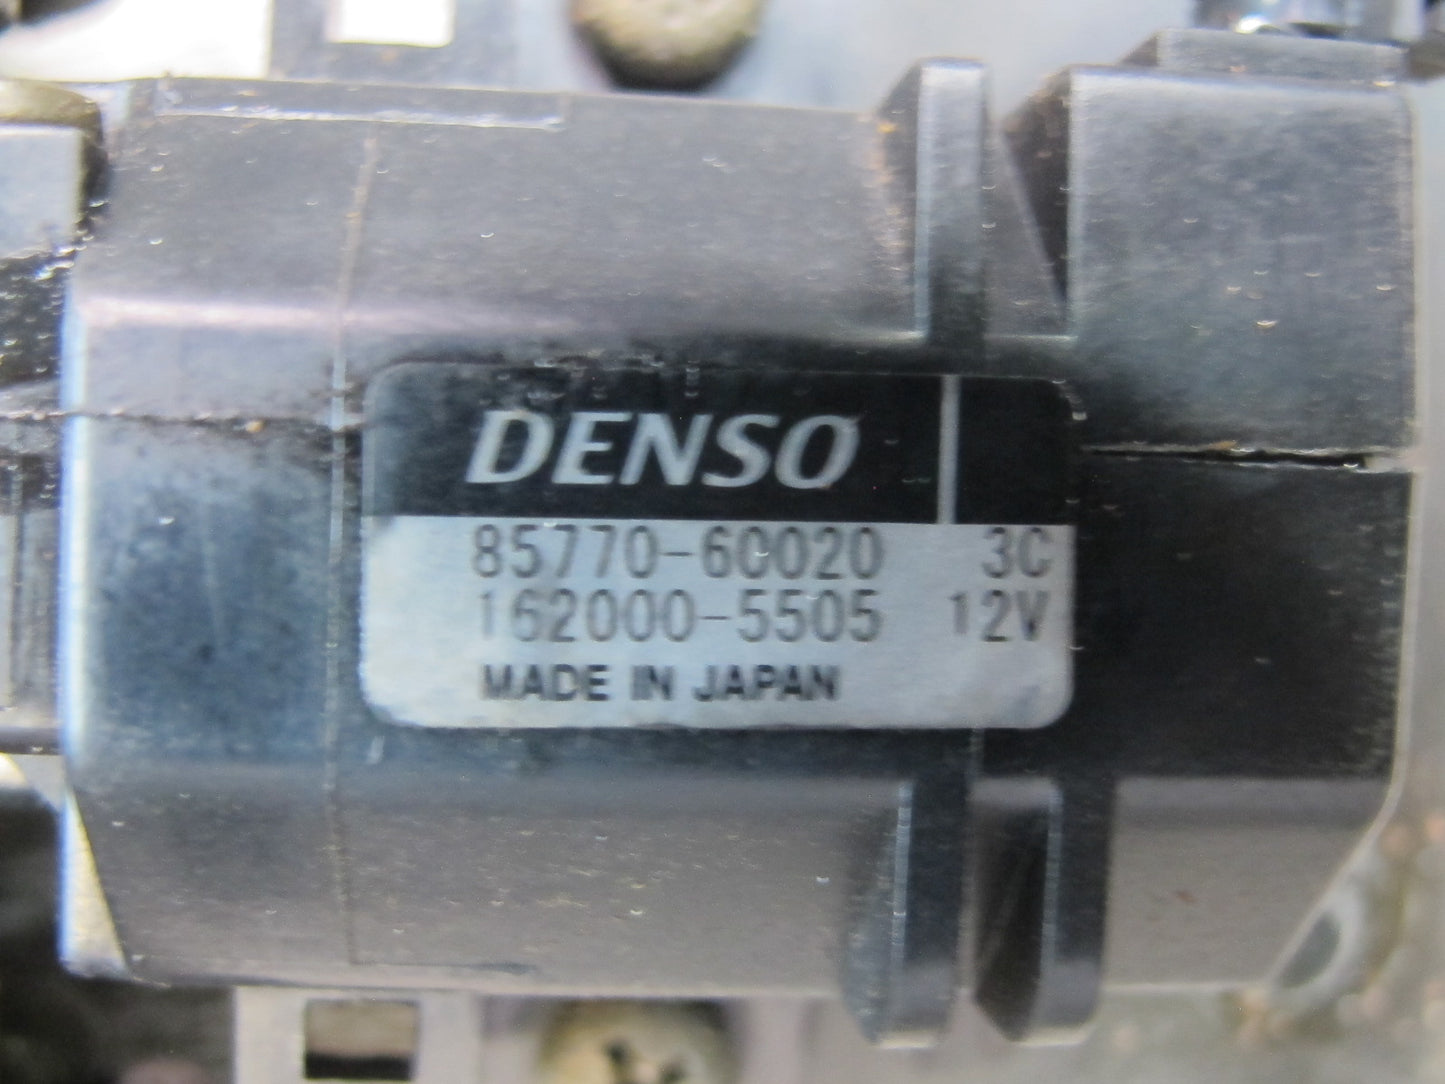 DENSO
85770-60020 3C
162000-5505 12V
MADE IN JAPAN